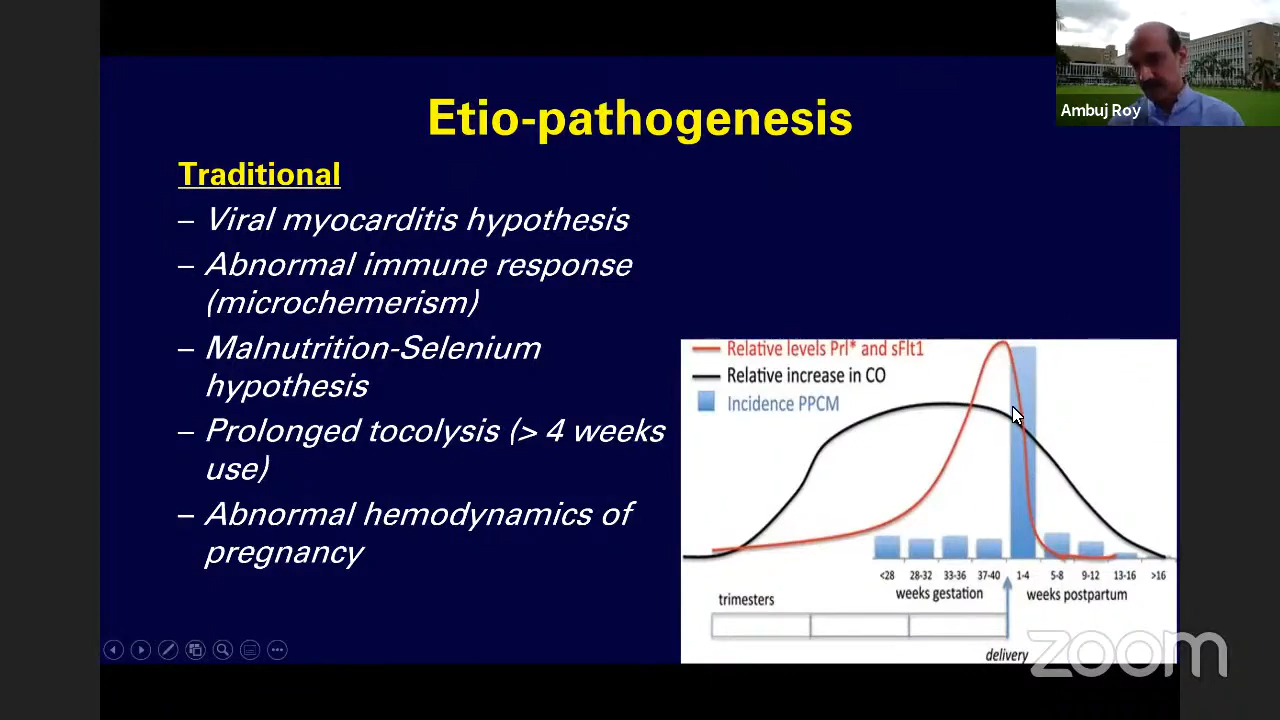 Ambuj Roy
Etio-pathogenesis
Traditional
– Viral myocarditis hypothesis
– Abnormal immune response
(microchemerism)
– Malnutrition-Selenium
hypothesis
– Prolonged tocolysis (> 4 weeks
use)
– Abnormal hemodynamics of
pregnancy
Relative levels Prl* and sFlt1
Relative increase in CO
Incidence PPCM
<28 28-32 33-36 37-40 1-4 5-8 9-12 13-16 >16
weeks gestation weeks postpartum
trimesters
delivery
zoom